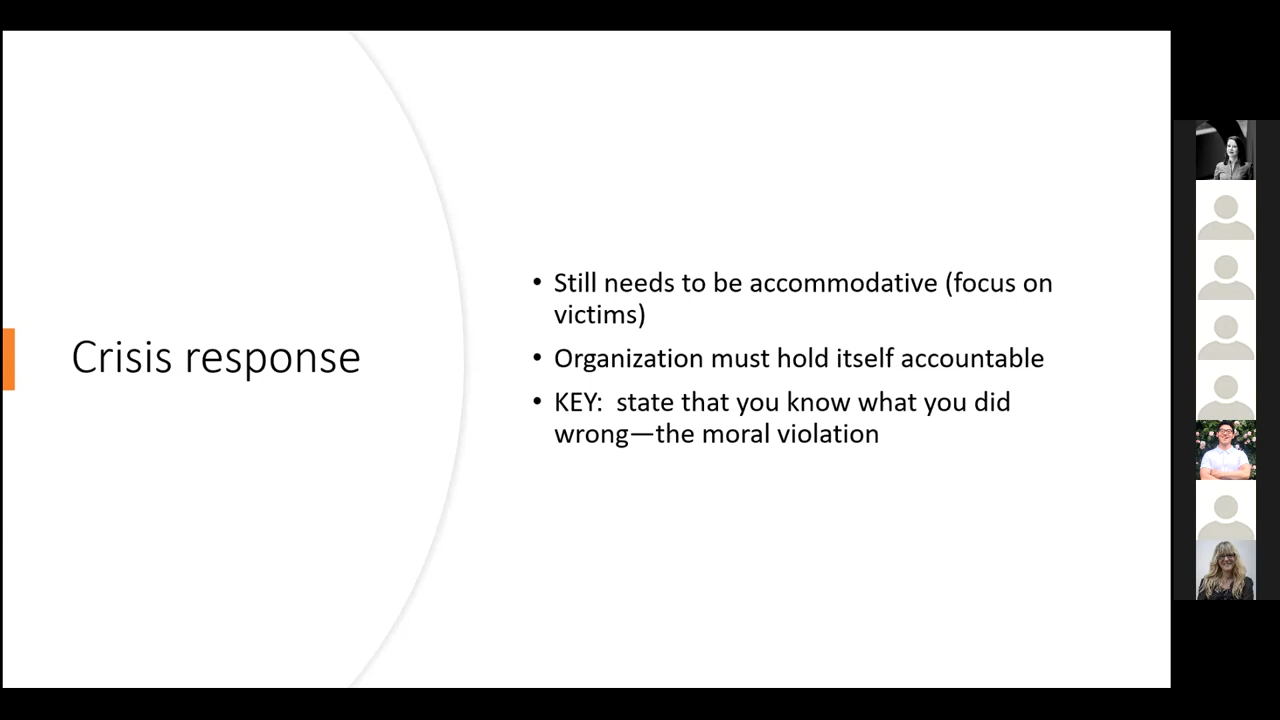 Crisis response
• Still needs to be accommodative (focus on
victims)
• Organization must hold itself accountable
• KEY:  state that you know what you did
wrong—the moral violation